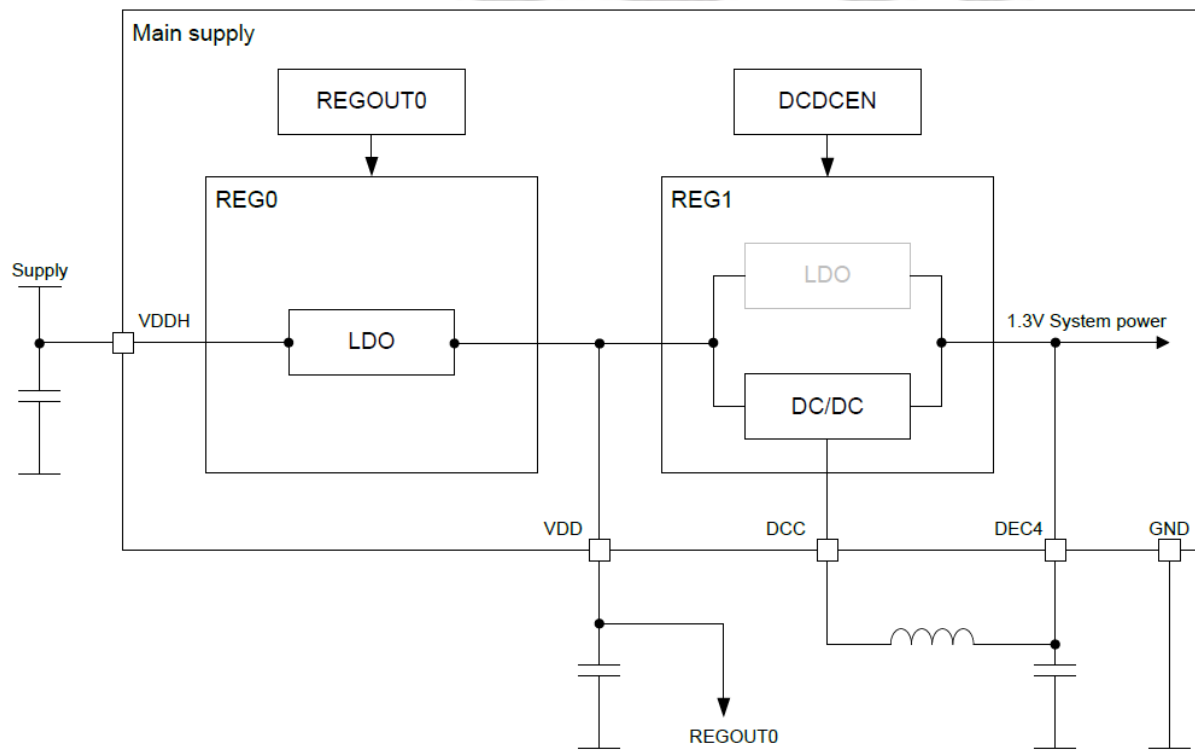 Main supply
REGOUT0
DCDCEN
REG0
REG1
LDO
Supply
VDDH
LDO
1.3V System power
DC/DC
VDD
DCC
DEC4
GND
REGOUT0